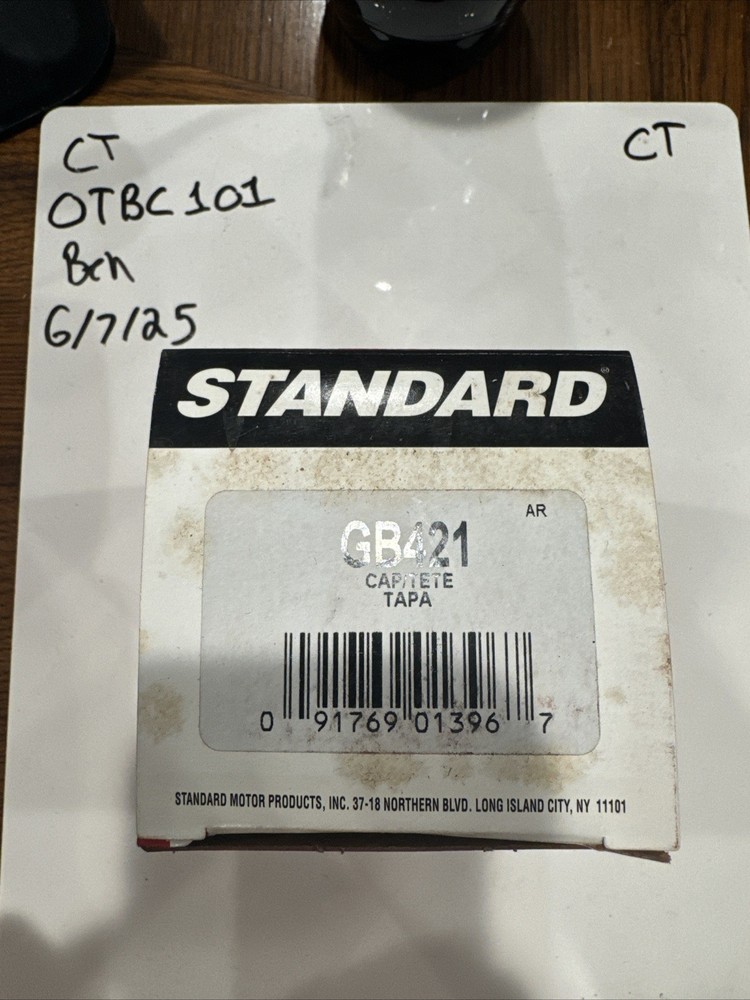 CT
CT
OTBC101
Ben
6/7/25
STANDARD®
AR
GB421
CAP/TETE
TAPA
0 91769 01396 7
STANDARD MOTOR PRODUCTS, INC. 37-18 NORTHERN BLVD. LONG ISLAND CITY, NY 11101